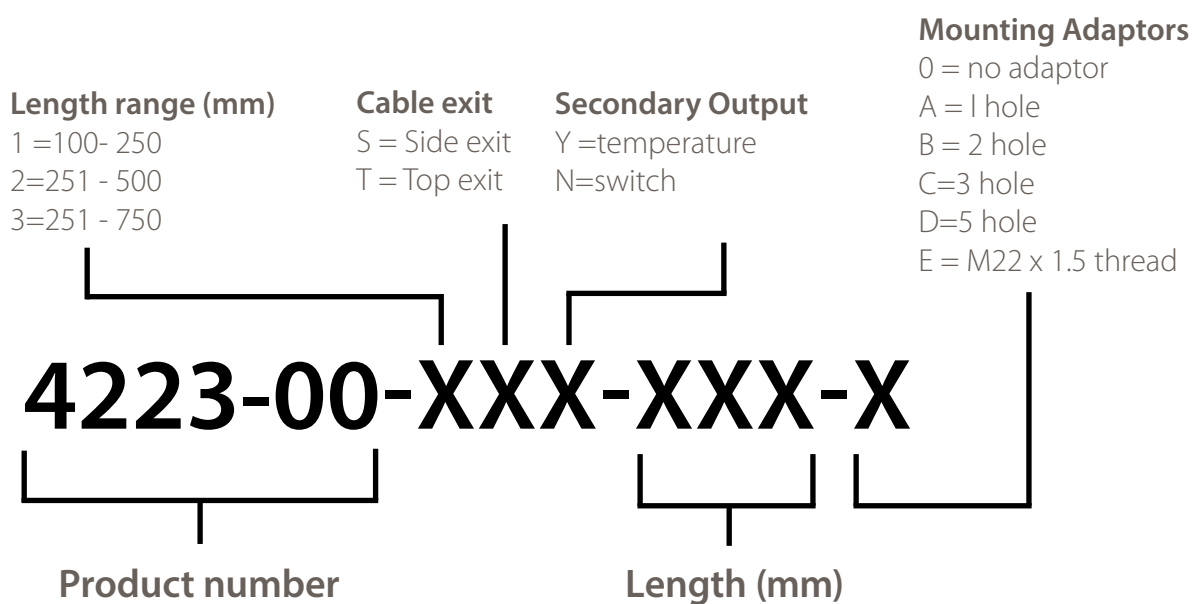 Mounting Adaptors
0 = no adaptor
A = l hole
B = 2 hole
C=3 hole
D=5 hole
E = M22 x 1.5 thread
Length range (mm)
1 =100- 250
2=251 - 500
3=251 - 750
Cable exit
S = Side exit
T = Top exit
Secondary Output
Y =temperature
N=switch
4223-00-XXX-XXX-X
Product number
Length (mm)